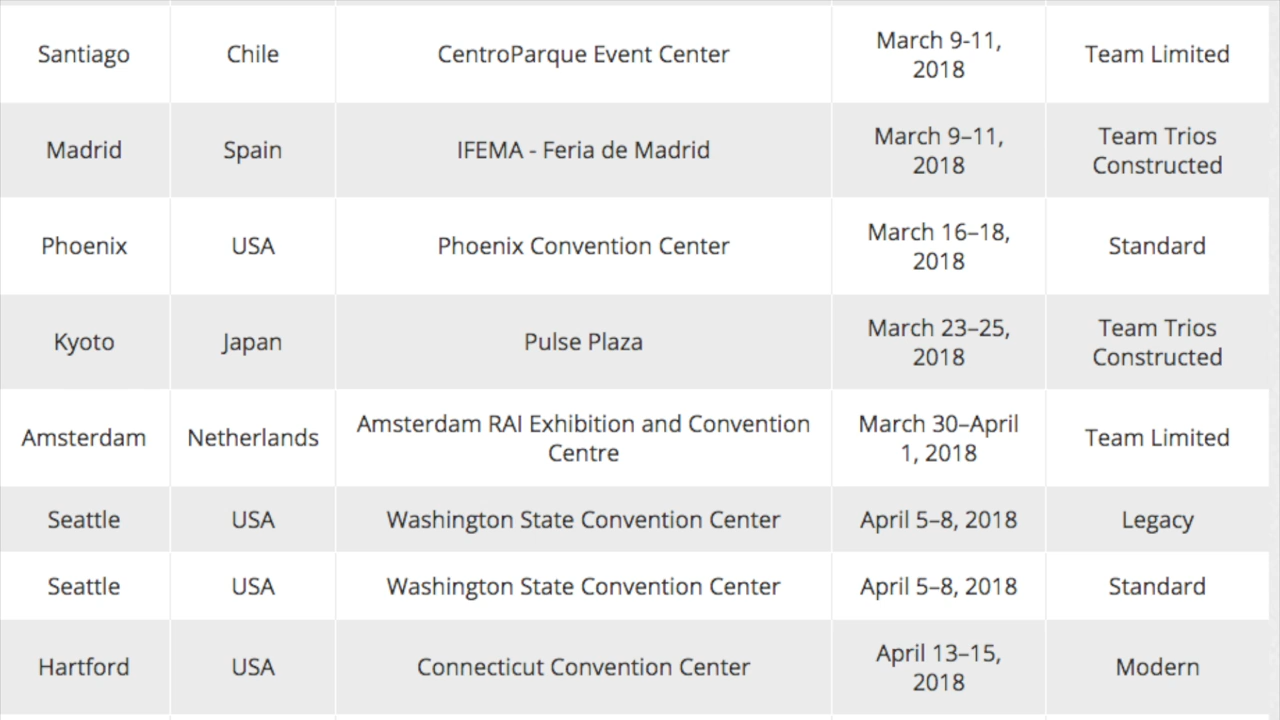 Santiago Chile CentroParque Event Center March 9-11, 2018 Team Limited
Madrid Spain IFEMA - Feria de Madrid March 9–11, 2018 Team Trios Constructed
Phoenix USA Phoenix Convention Center March 16–18, 2018 Standard
Kyoto Japan Pulse Plaza March 23–25, 2018 Team Trios Constructed
Amsterdam Netherlands Amsterdam RAI Exhibition and Convention Centre March 30–April 1, 2018 Team Limited
Seattle USA Washington State Convention Center April 5–8, 2018 Legacy
Seattle USA Washington State Convention Center April 5–8, 2018 Standard
Hartford USA Connecticut Convention Center April 13–15, 2018 Modern